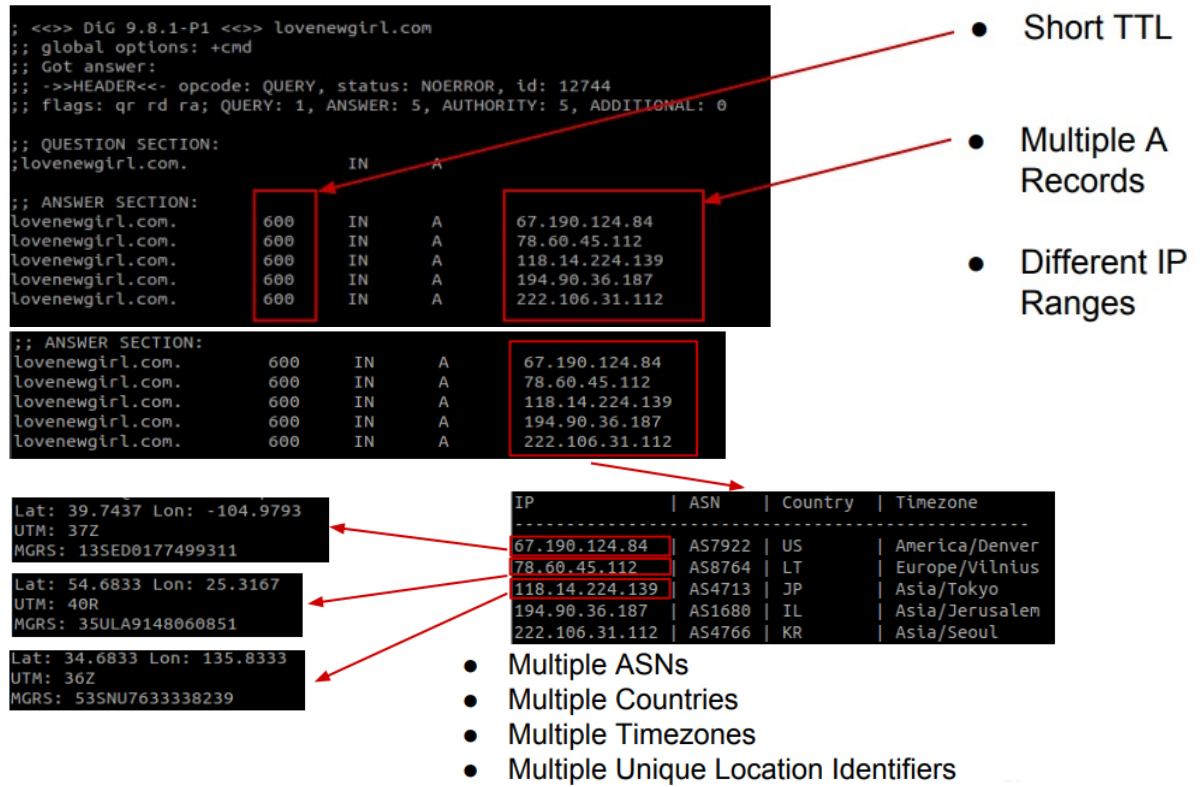 ; <<>> DiG 9.8.1-P1 <<>> lovenewgirl.com
;; global options: +cmd
;; Got answer:
;; ->>HEADER<<- opcode: QUERY, status: NOERROR, id: 12744
;; flags: qr rd ra; QUERY: 1, ANSWER: 5, AUTHORITY: 5, ADDITIONAL: 0
;; QUESTION SECTION:
;lovenewgirl.com. IN A
;; ANSWER SECTION:
lovenewgirl.com. 600 IN A 67.190.124.84
lovenewgirl.com. 600 IN A 78.60.45.112
lovenewgirl.com. 600 IN A 118.14.224.139
lovenewgirl.com. 600 IN A 194.90.36.187
lovenewgirl.com. 600 IN A 222.106.31.112
● Short TTL
● Multiple A
Records
● Different IP
Ranges
;; ANSWER SECTION:
lovenewgirl.com. 600 IN A 67.190.124.84
lovenewgirl.com. 600 IN A 78.60.45.112
lovenewgirl.com. 600 IN A 118.14.224.139
lovenewgirl.com. 600 IN A 194.90.36.187
lovenewgirl.com. 600 IN A 222.106.31.112
Lat: 39.7437 Lon: -104.9793
UTM: 37Z
MGRS: 13SED0177499311
Lat: 54.6833 Lon: 25.3167
UTM: 40R
MGRS: 35ULA9148060851
Lat: 34.6833 Lon: 135.8333
UTM: 36Z
MGRS: 53SNU7633338239
IP | ASN | Country | Timezone
--------------------------------------------------
67.190.124.84 | AS7922 | US | America/Denver
78.60.45.112 | AS8764 | LT | Europe/Vilnius
118.14.224.139 | AS4713 | JP | Asia/Tokyo
194.90.36.187 | AS1680 | IL | Asia/Jerusalem
222.106.31.112 | AS4766 | KR | Asia/Seoul
● Multiple ASNs
● Multiple Countries
● Multiple Timezones
● Multiple Unique Location Identifiers